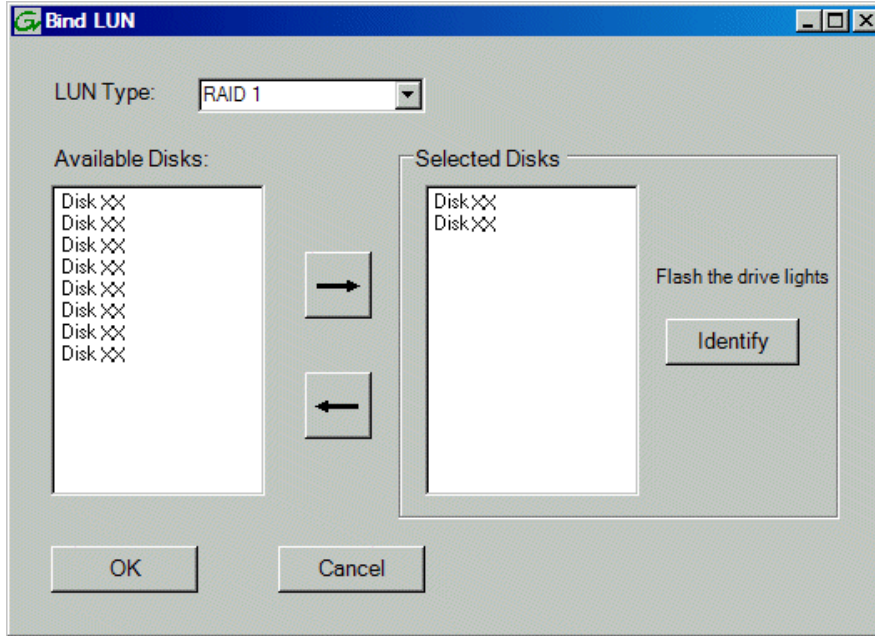 Bind LUN
LUN Type:
RAID 1
Available Disks:
Disk XX
Disk XX
Disk XX
Disk XX
Disk XX
Disk XX
Disk XX
Disk XX
Selected Disks
Disk XX
Disk XX
Flash the drive lights
Identify
OK
Cancel